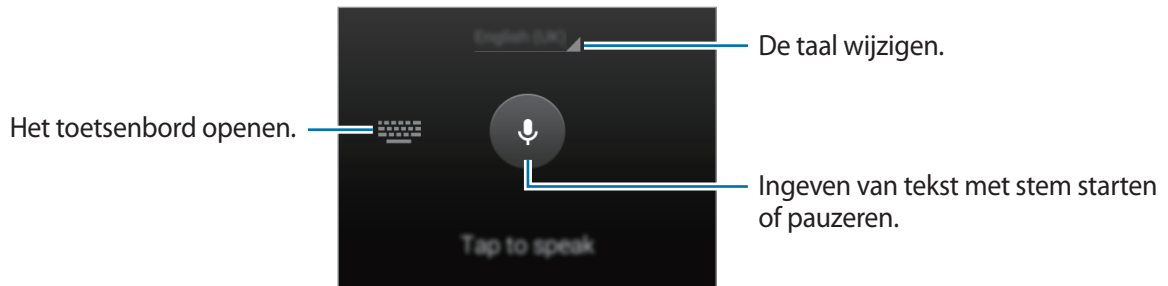 English (UK)
De taal wijzigen.
Het toetsenbord openen.
Ingeven van tekst met stem starten
of pauzeren.
Tap to speak